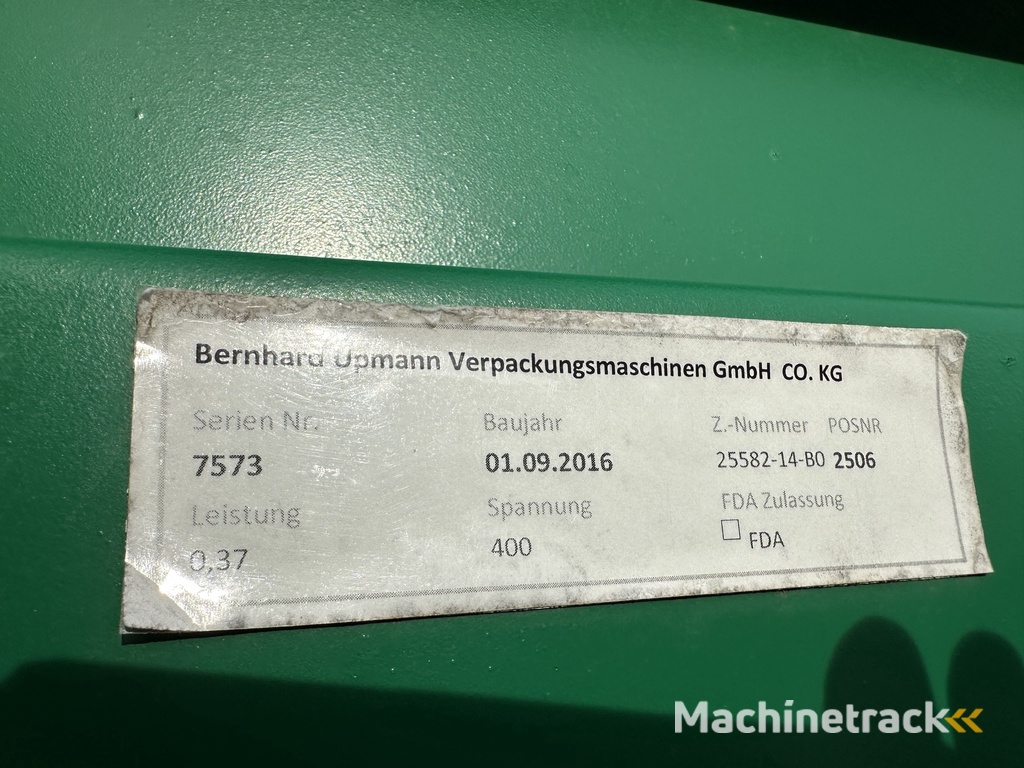 Bernhard Upmann Verpackungsmaschinen GmbH CO. KG
Serien Nr. Baujahr Z.-Nummer POSNR
7573 01.09.2016 25582-14-B0 2506
Leistung Spannung FDA Zulassung
0,37 400 FDA
Machinetrack